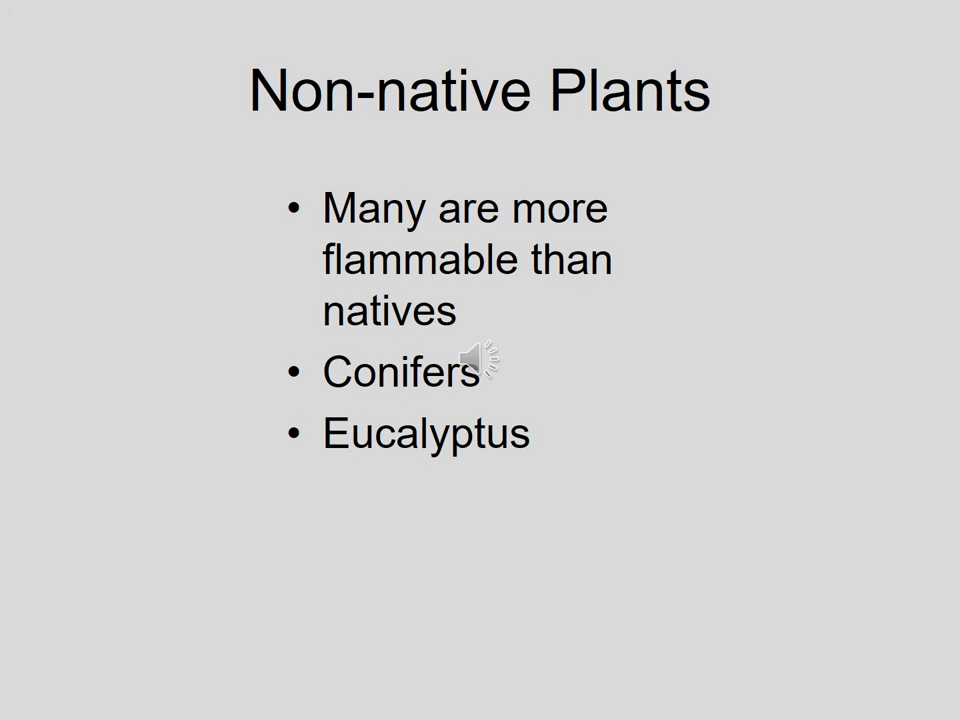 Non-native Plants
• Many are more
flammable than
natives
• Conifers
• Eucalyptus